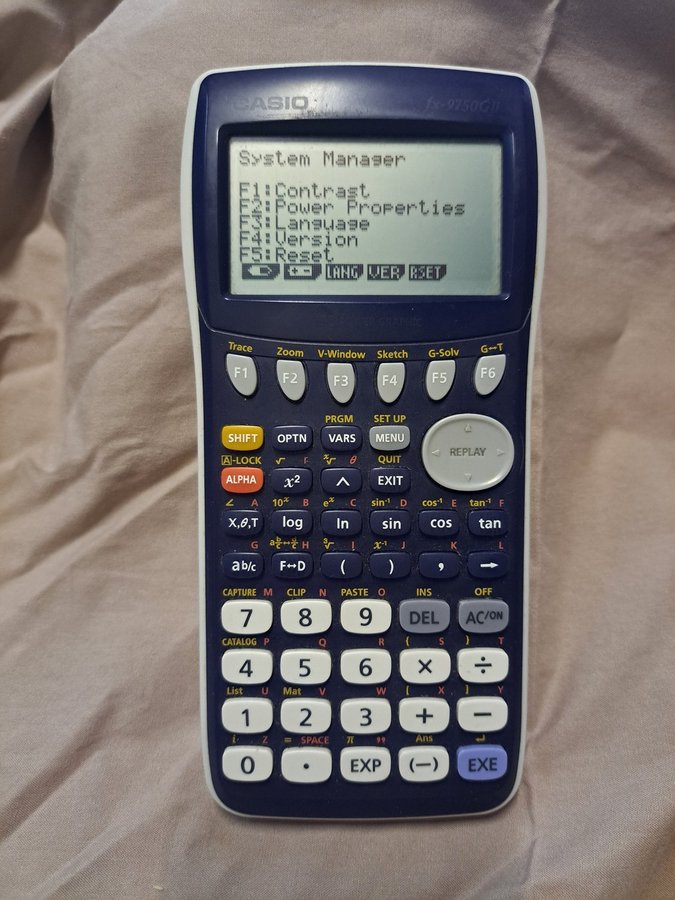 CASIO fx-9750GII
System Manager
F1:Contrast
F2:Power Properties
F3:Language
F4:Version
F5:Reset
LANG VER RSET
Trace Zoom V-Window Sketch G-Solv G↔T
F1 F2 F3 F4 F5 F6
PRGM SET UP
SHIFT OPTN VARS MENU REPLAY
A-LOCK √ r ˣ√ θ QUIT
ALPHA x² ^ EXIT
∠ A 10ˣ B eˣ C sin⁻¹ D cos⁻¹ E tan⁻¹ F
X,θ,T log ln sin cos tan
G H ³√ I x⁻¹ J K L
a b/c F↔D ( ) , →
CAPTURE M CLIP N PASTE O INS OFF
7 8 9 DEL AC/ON
CATALOG P Q R { S } T
4 5 6 × ÷
List U Mat V W [ X ] Y
1 2 3 + −
i Z = SPACE π " Ans ↵
0 . EXP (−) EXE